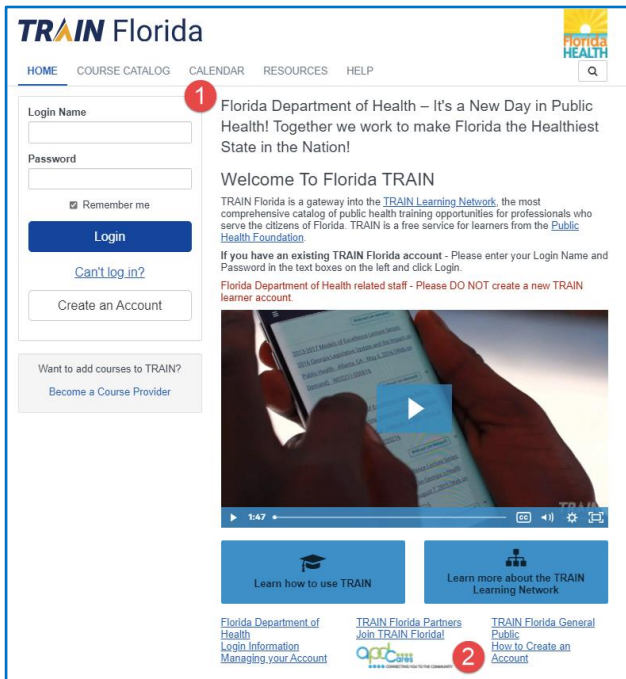 TRAIN Florida
Florida
HEALTH
HOME COURSE CATALOG CALENDAR RESOURCES HELP
1
Login Name
Password
Remember me
Login
Can't log in?
Create an Account
Want to add courses to TRAIN?
Become a Course Provider
Florida Department of Health – It's a New Day in Public
Health! Together we work to make Florida the Healthiest
State in the Nation!
Welcome To Florida TRAIN
TRAIN Florida is a gateway into the TRAIN Learning Network, the most
comprehensive catalog of public health training opportunities for professionals who
serve the citizens of Florida. TRAIN is a free service for learners from the Public
Health Foundation.
If you have an existing TRAIN Florida account - Please enter your Login Name and
Password in the text boxes on the left and click Login.
Florida Department of Health related staff - Please DO NOT create a new TRAIN
learner account.
TRAIN
1:47
CC
Learn how to use TRAIN
Learn more about the TRAIN
Learning Network
Florida Department of
Health
Login Information
Managing your Account
TRAIN Florida Partners
Join TRAIN Florida!
apdcares
CONNECTING YOU TO THE COMMUNITY
2
TRAIN Florida General
Public
How to Create an
Account